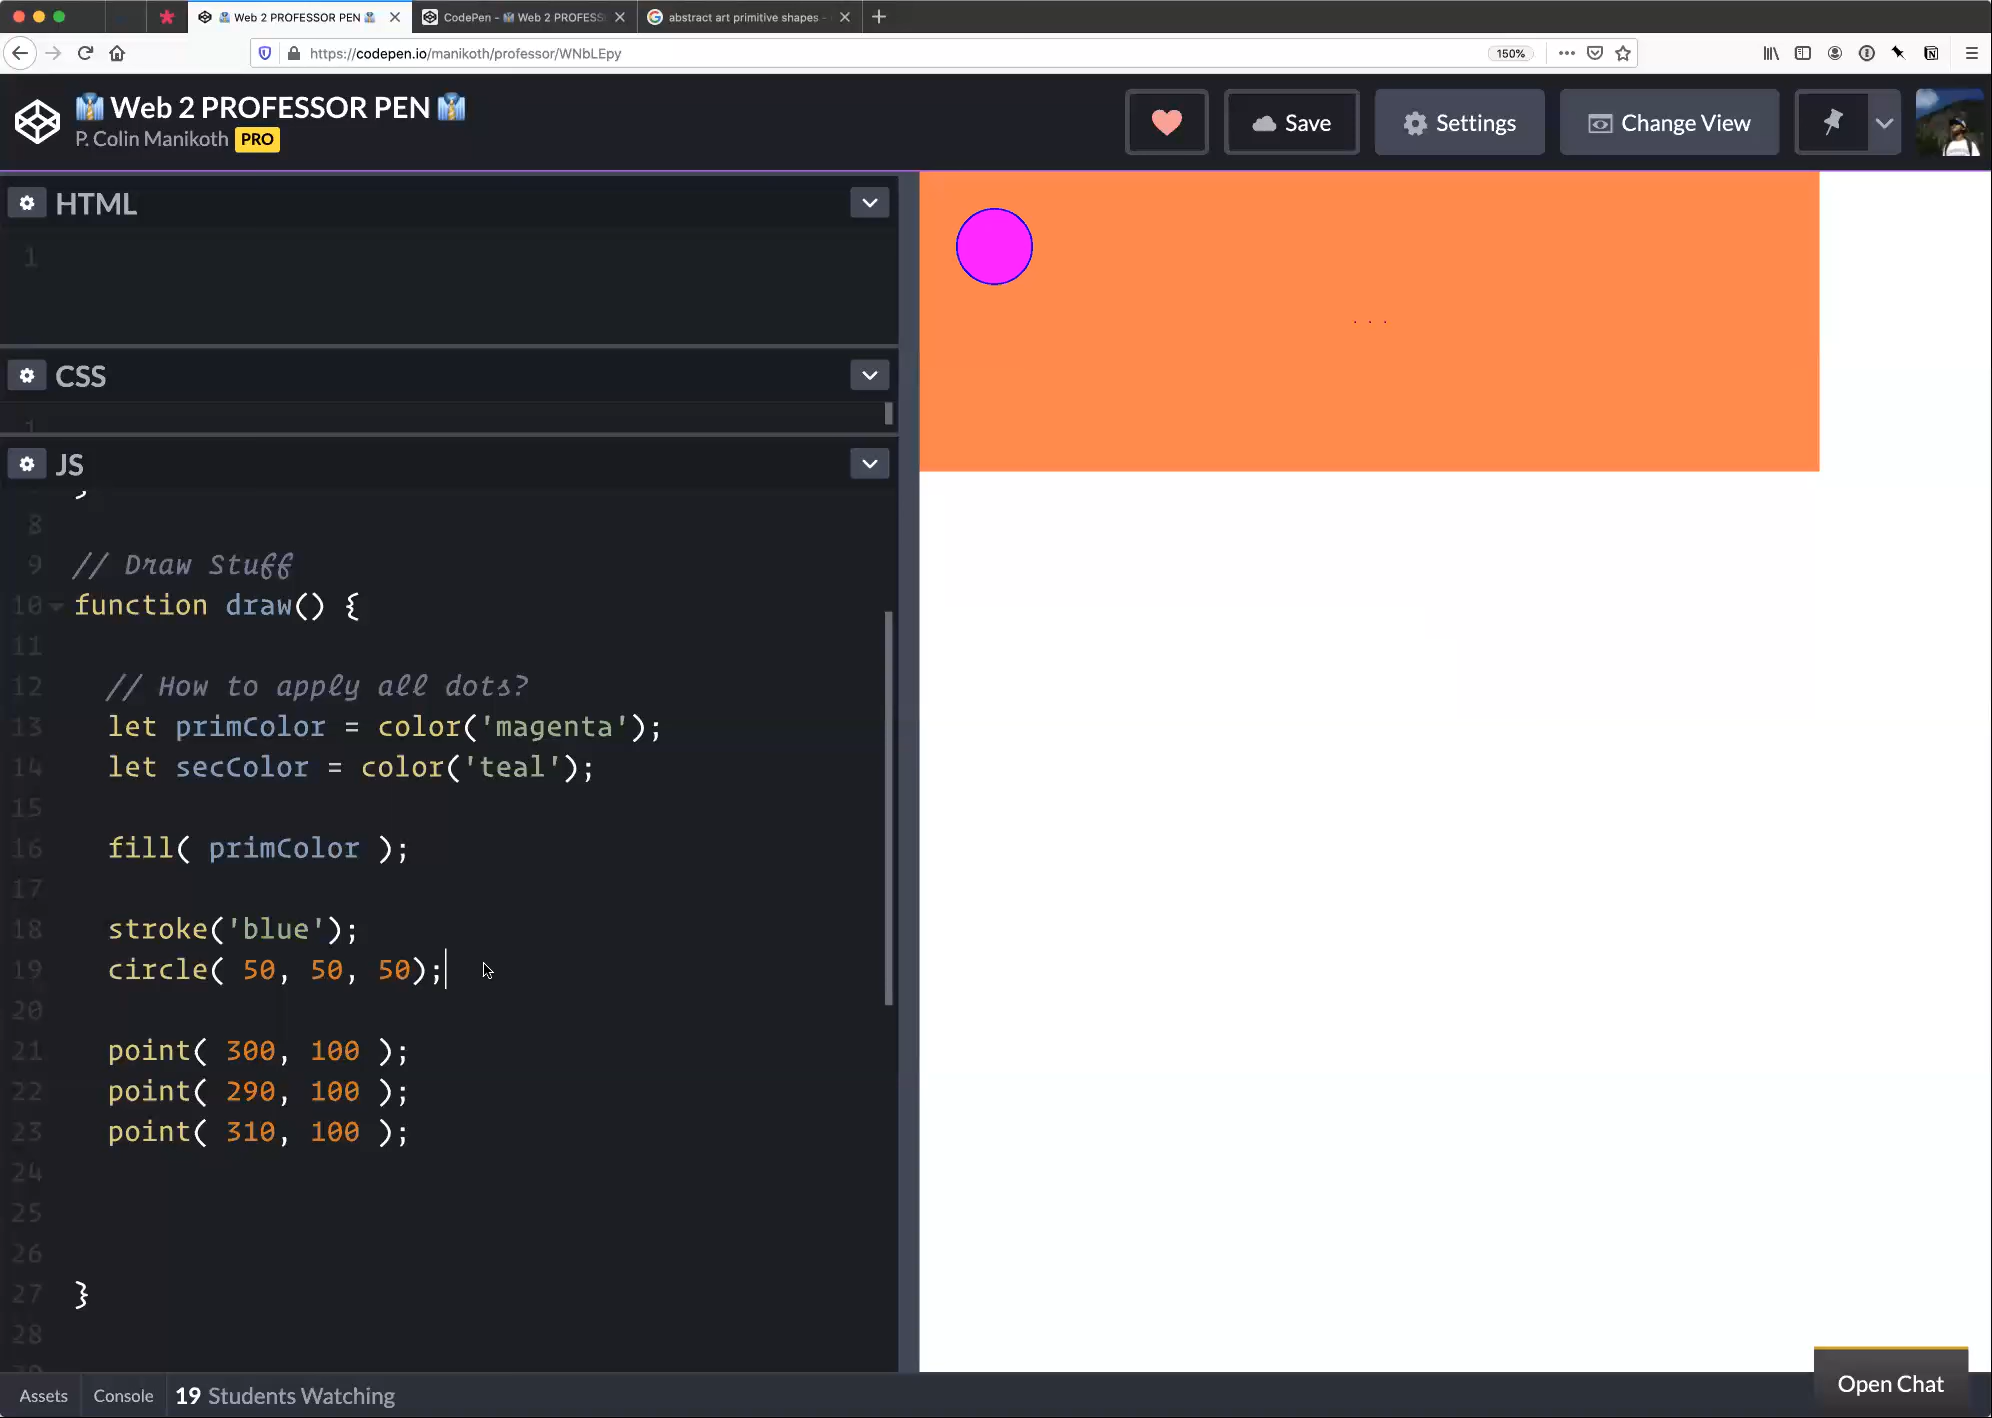 Web 2 PROFESSOR PEN
CodePen - Web 2 PROFESS
abstract art primitive shapes -
https://codepen.io/manikoth/professor/WNbLEpy
150%
Web 2 PROFESSOR PEN
P. Colin Manikoth PRO
Save
Settings
Change View
HTML
1
CSS
1
JS
}
8
9 // Draw Stuff
10 function draw() {
11
12 // How to apply all dots?
13 let primColor = color('magenta');
14 let secColor = color('teal');
15
16 fill( primColor );
17
18 stroke('blue');
19 circle( 50, 50, 50);
20
21 point( 300, 100 );
22 point( 290, 100 );
23 point( 310, 100 );
24
25
26
27 }
28
Assets
Console
19 Students Watching
Open Chat